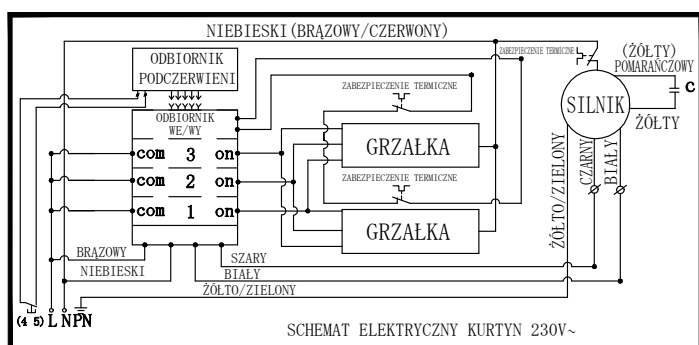 NIEBIESKI(BRĄZOWY/CZERWONY)
ZABEZPIECZENIE TERMICZNE
(ŻÓŁTY)
POMARAŃCZOWY
C
ODBIORNIK
PODCZERWIENI
ZABEZPIECZENIE TERMICZNE
SILNIK
ŻÓŁTY
ODBIORNIK
WE/WY
com 3 on
GRZAŁKA
com 2 on
ZABEZPIECZENIE TERMICZNE
com 1 on
GRZAŁKA
ŻÓŁTO/ZIELONY
CZARNY
BIAŁY
BRĄZOWY
SZARY
NIEBIESKI
BIAŁY
ŻÓŁTO/ZIELONY
(4 5) L N PN
SCHEMAT ELEKTRYCZNY KURTYN 230V~